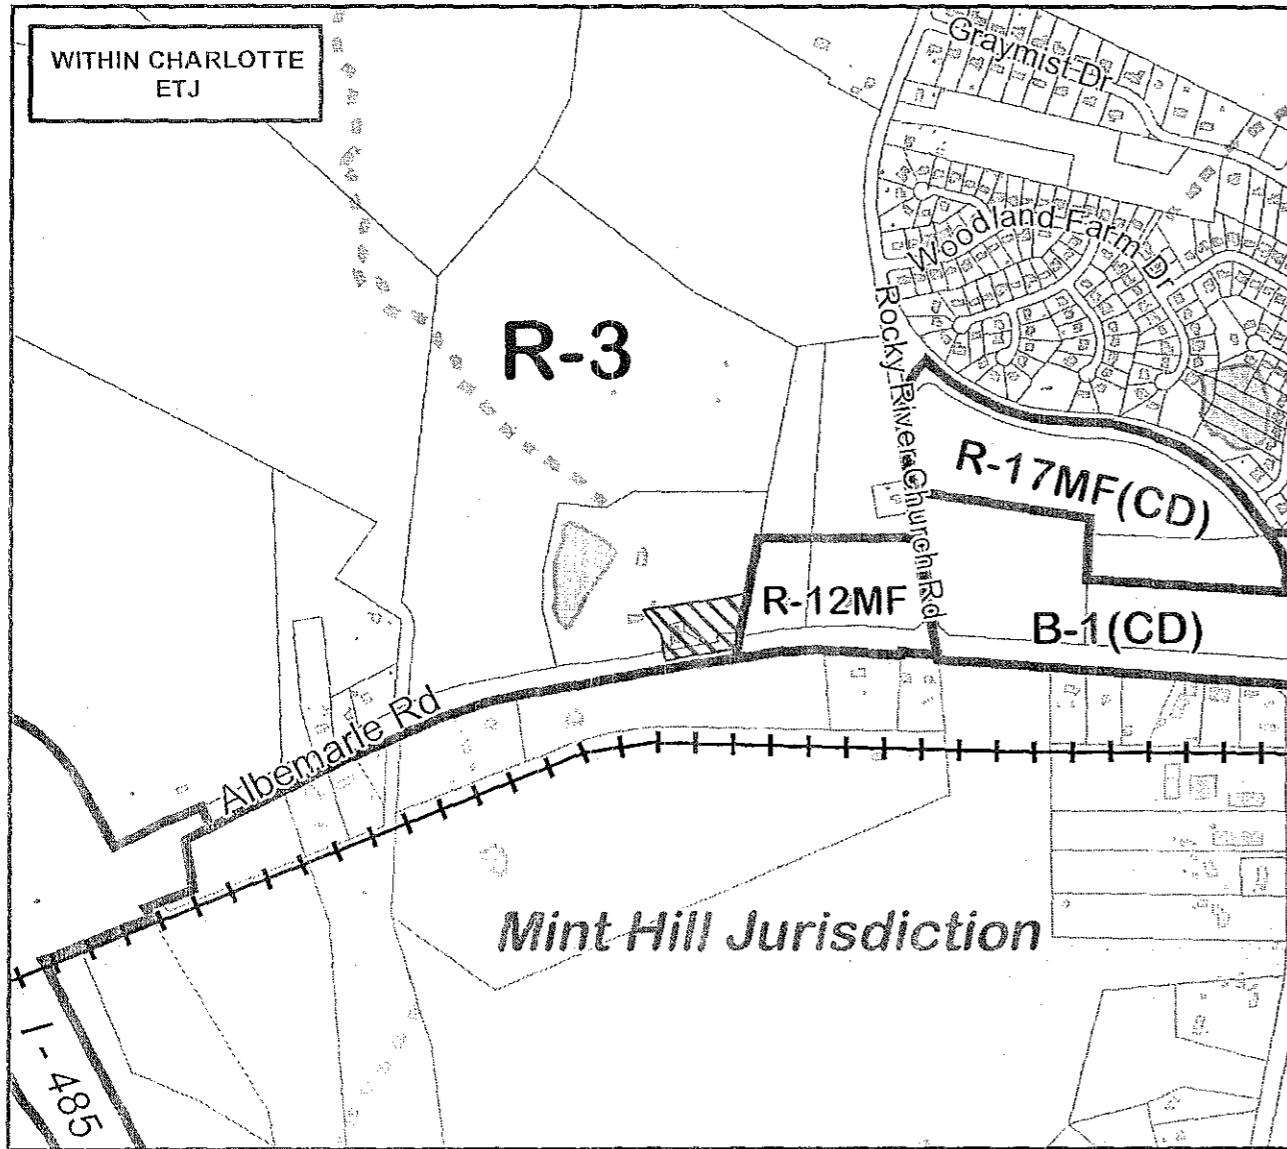 WITHIN CHARLOTTE
ETJ
Graymist Dr
Woodland Farm Dr
Rocky River Church Rd
R-3
R-17MF(CD)
R-12MF
B-1(CD)
Albemarle Rd
Mint Hill Jurisdiction
I - 485